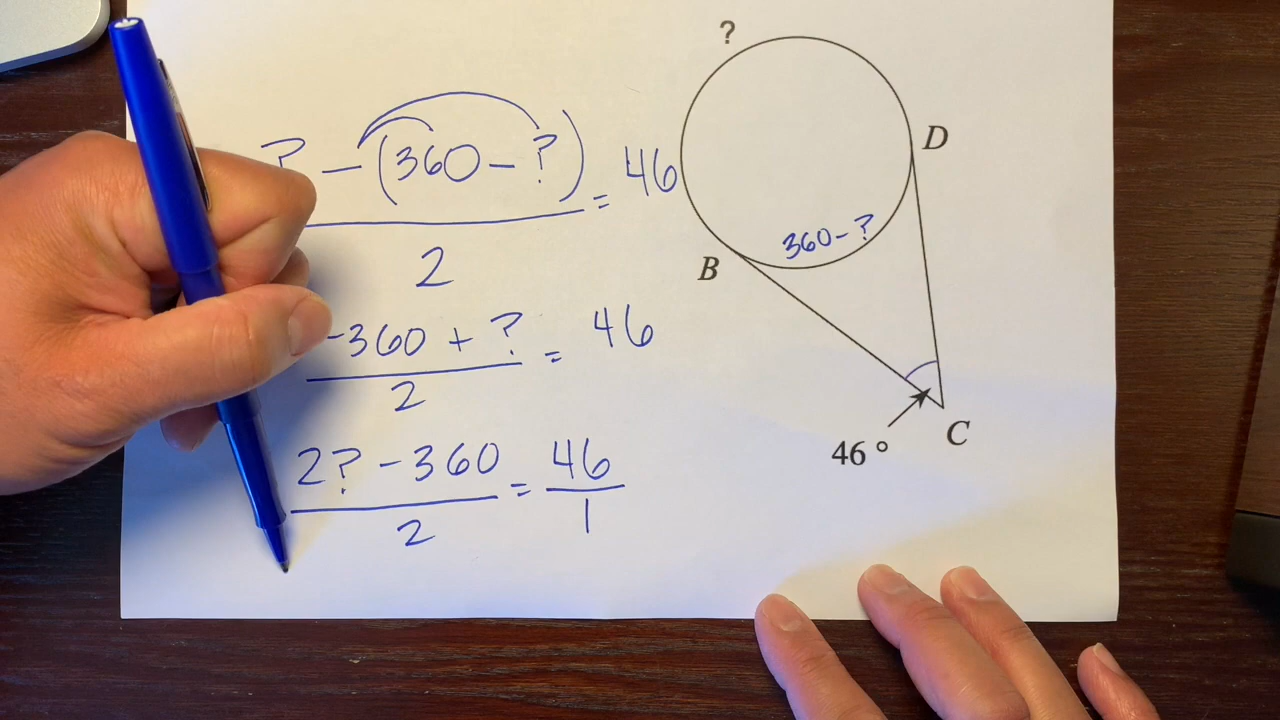 ?
? - (360 - ?) = 46
2
D
360-?
B
-360 + ? = 46
2
C
46°
2? - 360 = 46
2 1